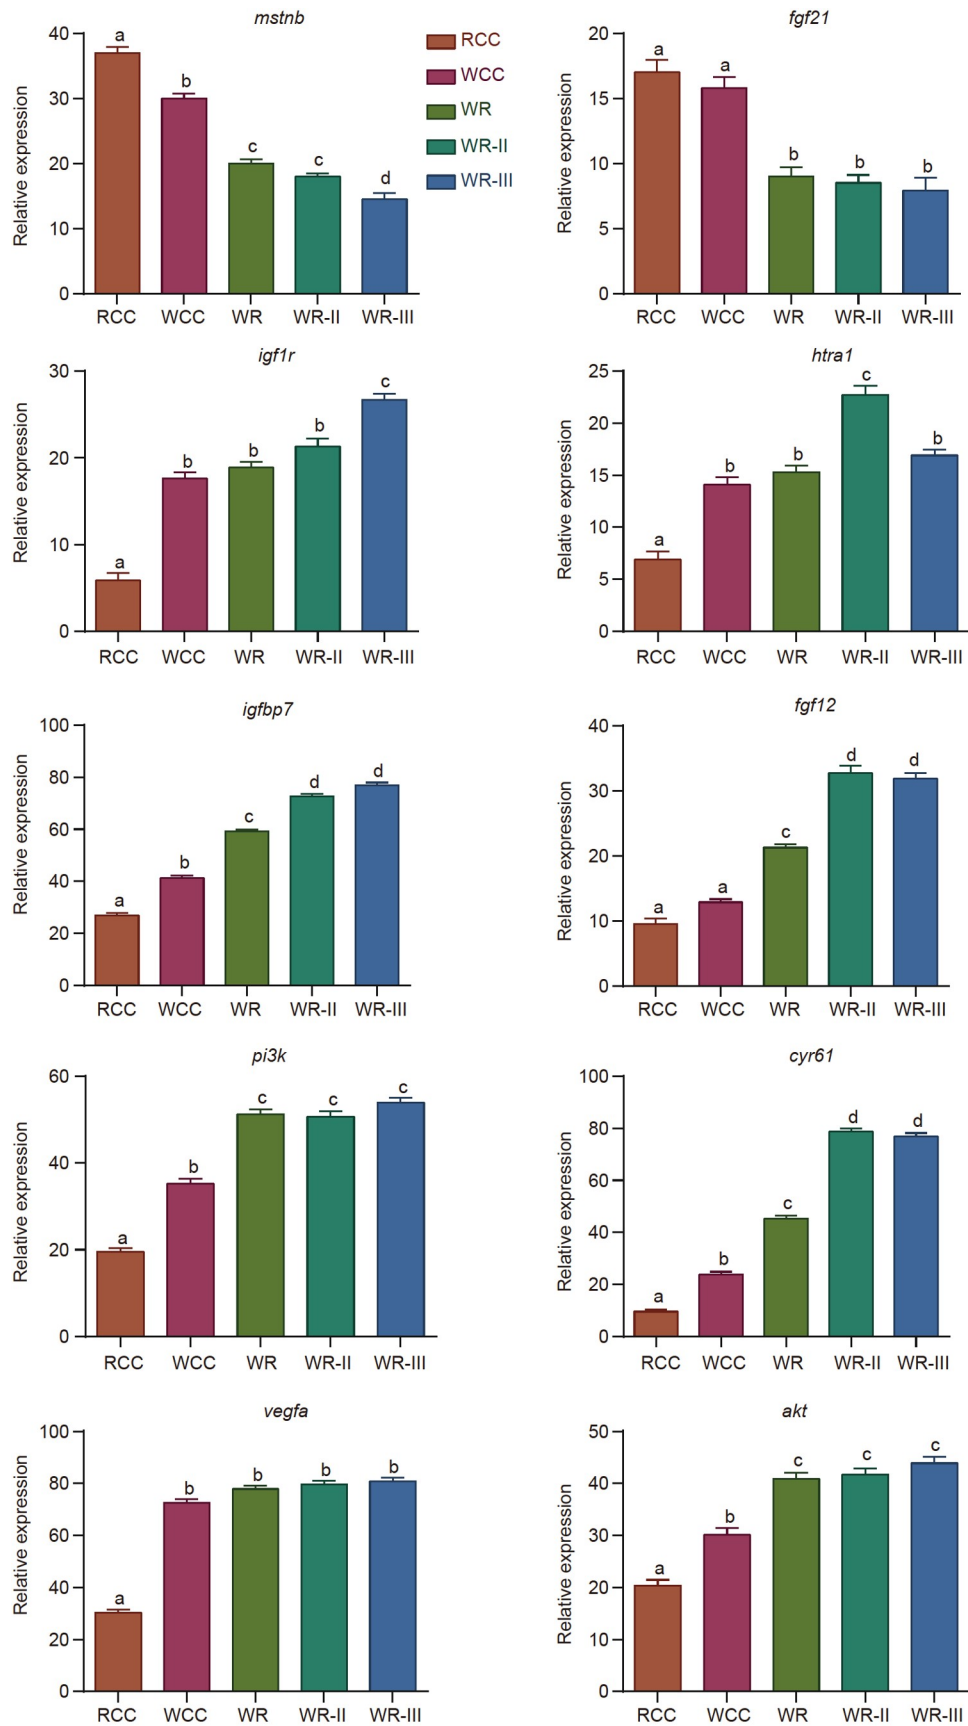 mstnb
Relative expression
40
30
20
10
0
a
b
c
c
d
RCC
WCC
WR
WR-II
WR-III
RCC
WCC
WR
WR-II
WR-III
fgf21
Relative expression
20
15
10
5
0
a
a
b
b
b
RCC
WCC
WR
WR-II
WR-III
igf1r
Relative expression
30
20
10
0
a
b
b
b
c
RCC
WCC
WR
WR-II
WR-III
htra1
Relative expression
25
20
15
10
5
0
a
b
b
c
b
RCC
WCC
WR
WR-II
WR-III
igfbp7
Relative expression
100
80
60
40
20
0
a
b
c
d
d
RCC
WCC
WR
WR-II
WR-III
fgf12
Relative expression
40
30
20
10
0
a
a
c
d
d
RCC
WCC
WR
WR-II
WR-III
pi3k
Relative expression
60
40
20
0
a
b
c
c
c
RCC
WCC
WR
WR-II
WR-III
cyr61
Relative expression
100
80
60
40
20
0
a
b
c
d
d
RCC
WCC
WR
WR-II
WR-III
vegfa
Relative expression
100
80
60
40
20
0
a
b
b
b
b
RCC
WCC
WR
WR-II
WR-III
akt
Relative expression
50
40
30
20
10
0
a
b
c
c
c
RCC
WCC
WR
WR-II
WR-III